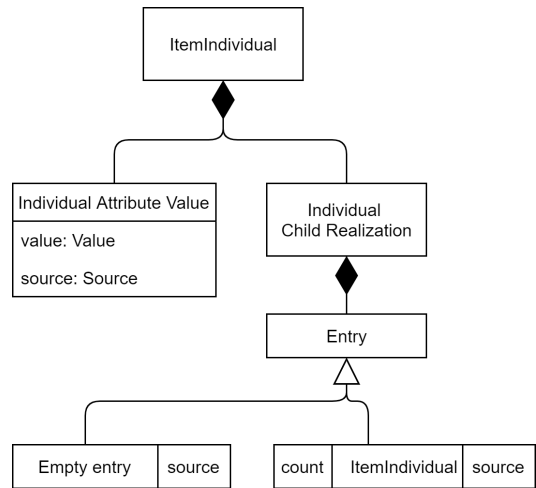 ItemIndividual
Individual Attribute Value
value: Value
source: Source
Individual
Child Realization
Entry
Empty entry source
count ItemIndividual source